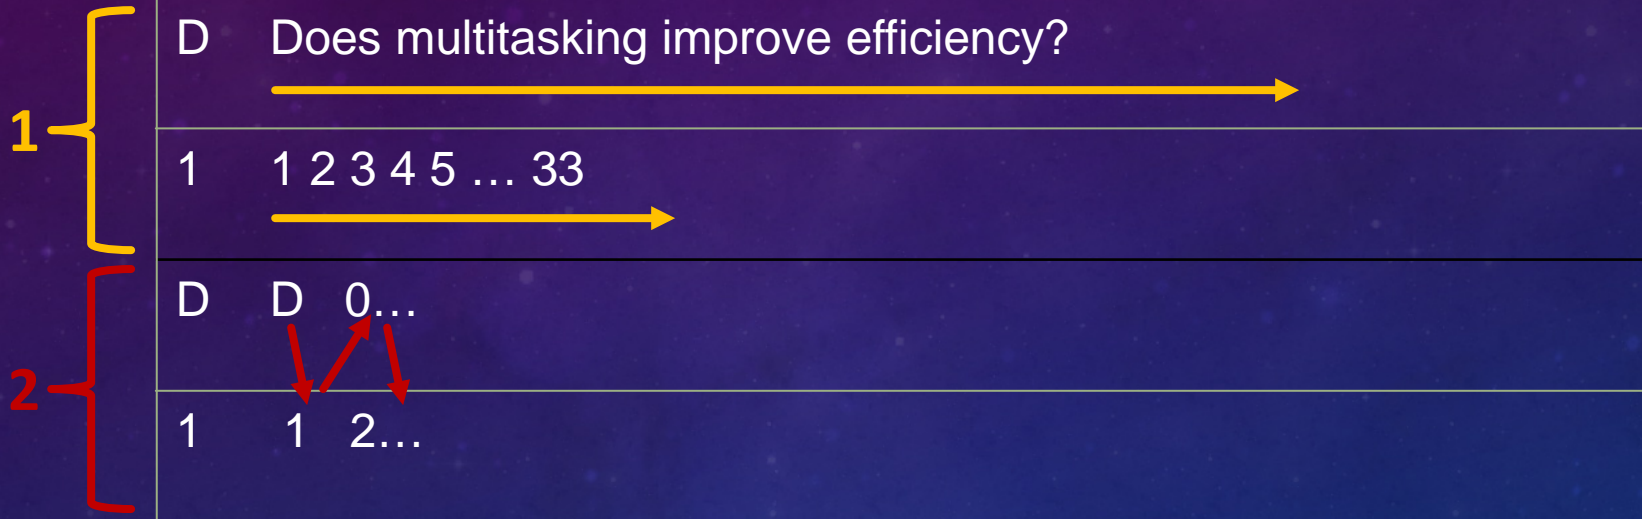 D Does multitasking improve efficiency?
1
1 1 2 3 4 5 … 33
D D 0…
2
1 1 2…